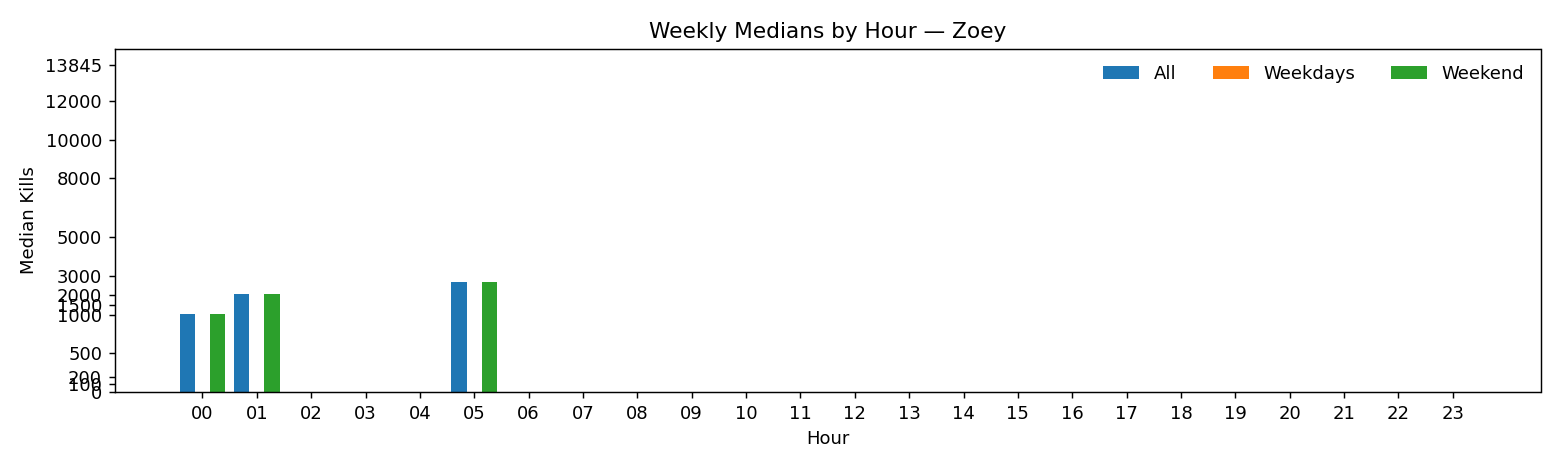 Weekly Medians by Hour — Zoey
All Weekdays Weekend
Median Kills
13845
12000
10000
8000
5000
3000
2000
1500
1000
500
200
100
0
00 01 02 03 04 05 06 07 08 09 10 11 12 13 14 15 16 17 18 19 20 21 22 23
Hour